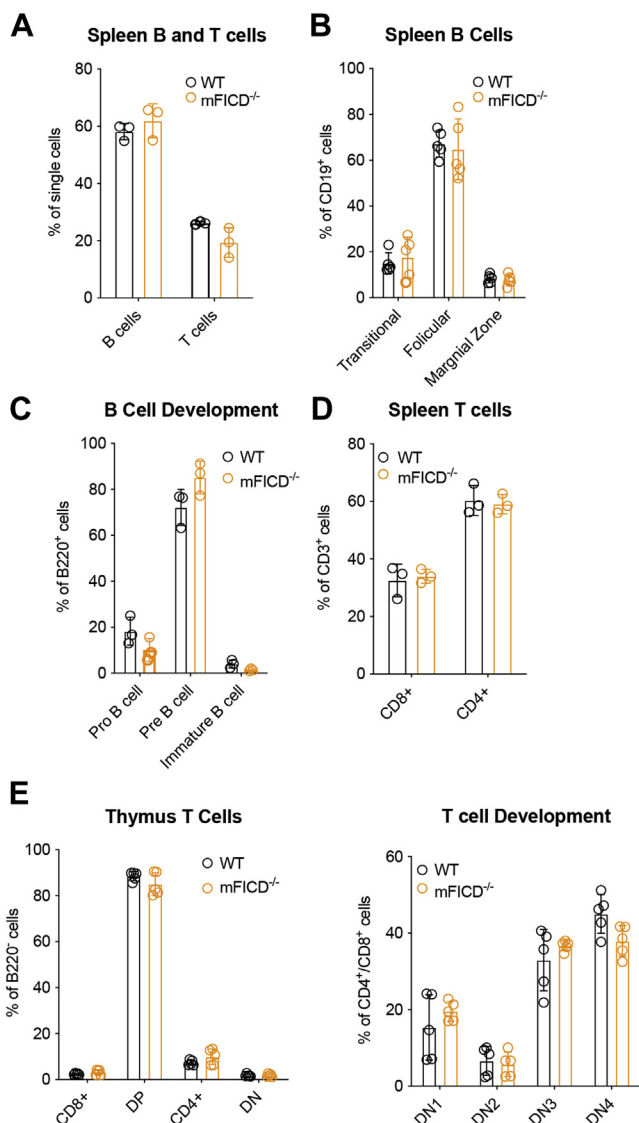 A
Spleen B and T cells
% of single cells
80
60
40
20
0
WT
mFICD-/-
B cells
T cells
B
Spleen B Cells
% of CD19+ cells
100
80
60
40
20
0
WT
mFICD-/-
Transitional
Folicular
Margnial Zone
C
B Cell Development
% of B220+ cells
100
80
60
40
20
0
WT
mFICD-/-
Pro B cell
Pre B cell
Immature B cell
D
Spleen T cells
% of CD3+ cells
80
60
40
20
0
WT
mFICD-/-
CD8+
CD4+
E
Thymus T Cells
% of B220- cells
100
80
60
40
20
0
WT
mFICD-/-
CD8+
DP
CD4+
DN
T cell Development
% of CD4+/CD8+ cells
60
40
20
0
WT
mFICD-/-
DN1
DN2
DN3
DN4